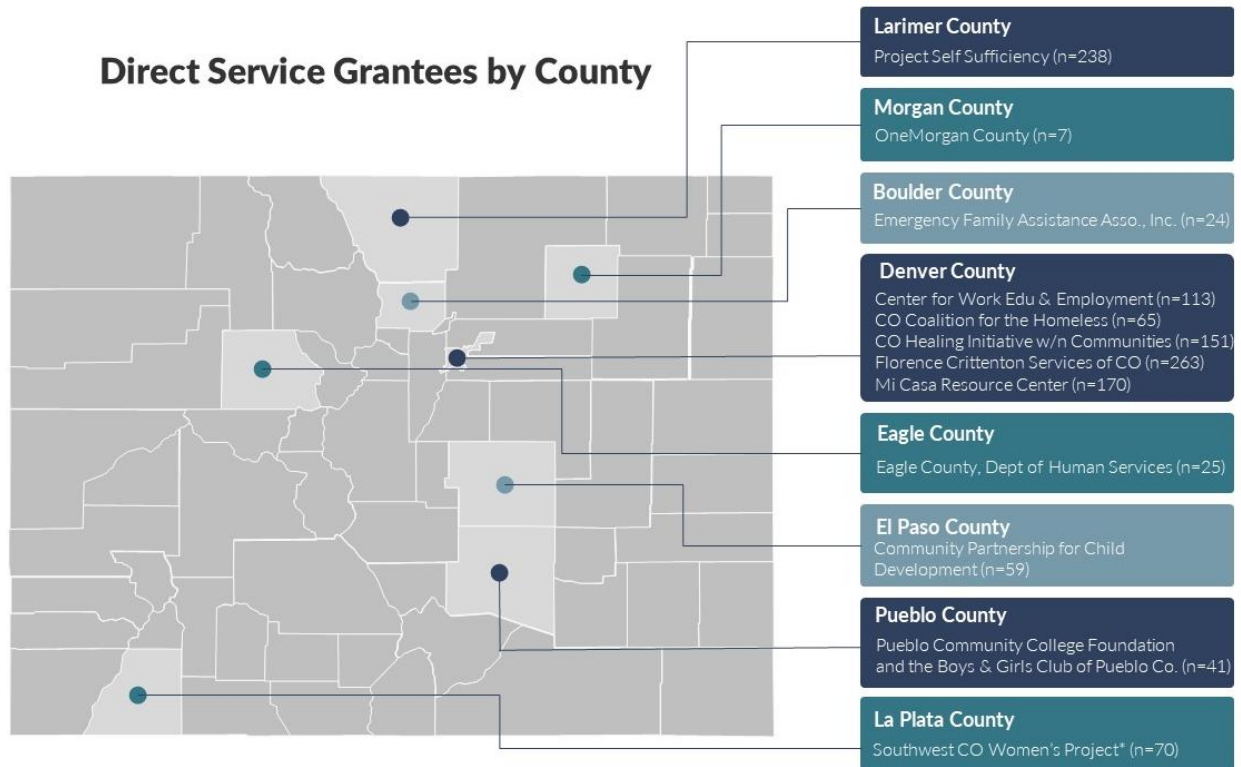 Direct Service Grantees by County
Larimer County
Project Self Sufficiency (n=238)
Morgan County
OneMorgan County (n=7)
Boulder County
Emergency Family Assistance Asso., Inc. (n=24)
Denver County
Center for Work Edu & Employment (n=113)
CO Coalition for the Homeless (n=65)
CO Healing Initiative w/n Communities (n=151)
Florence Crittenton Services of CO (n=263)
Mi Casa Resource Center (n=170)
Eagle County
Eagle County, Dept of Human Services (n=25)
El Paso County
Community Partnership for Child
Development (n=59)
Pueblo County
Pueblo Community College Foundation
and the Boys & Girls Club of Pueblo Co. (n=41)
La Plata County
Southwest CO Women's Project* (n=70)